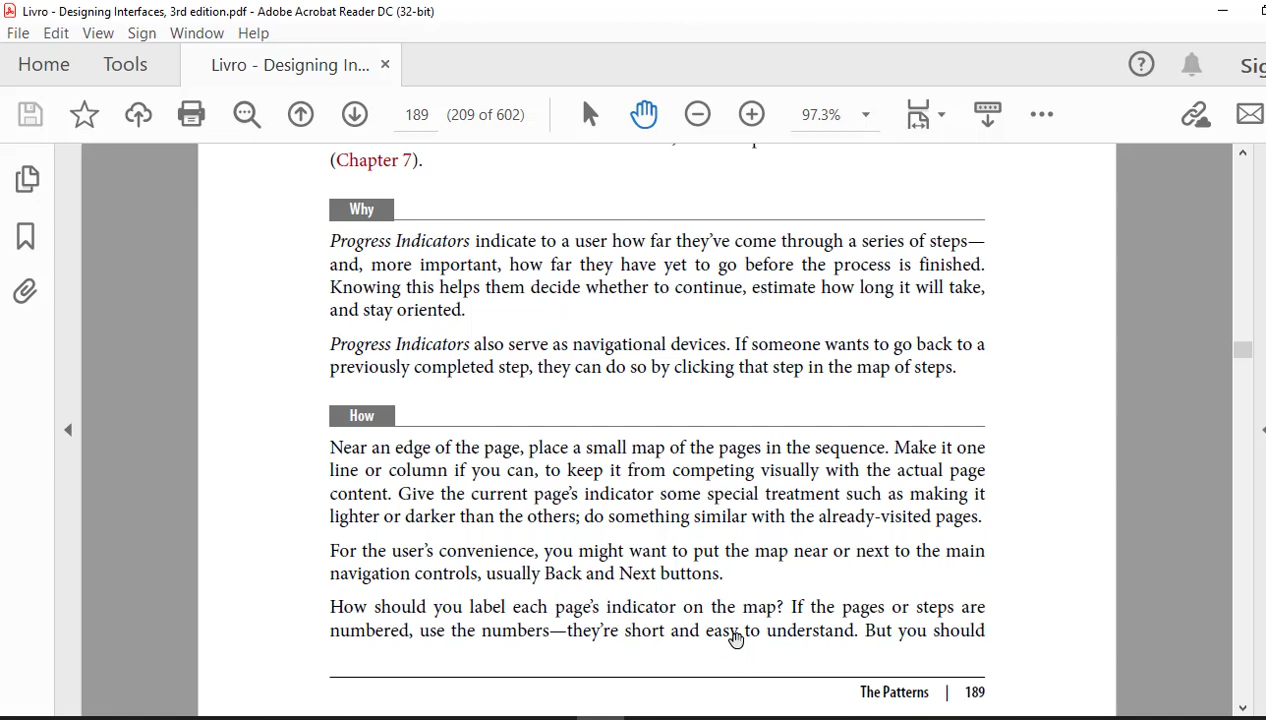 Livro - Designing Interfaces, 3rd edition.pdf - Adobe Acrobat Reader DC (32-bit)
File Edit View Sign Window Help
Home Tools Livro - Designing In... ×
189 (209 of 602) 97.3%
(Chapter 7).
Why
Progress Indicators indicate to a user how far they've come through a series of steps—
and, more important, how far they have yet to go before the process is finished.
Knowing this helps them decide whether to continue, estimate how long it will take,
and stay oriented.
Progress Indicators also serve as navigational devices. If someone wants to go back to a
previously completed step, they can do so by clicking that step in the map of steps.
How
Near an edge of the page, place a small map of the pages in the sequence. Make it one
line or column if you can, to keep it from competing visually with the actual page
content. Give the current page's indicator some special treatment such as making it
lighter or darker than the others; do something similar with the already-visited pages.
For the user's convenience, you might want to put the map near or next to the main
navigation controls, usually Back and Next buttons.
How should you label each page's indicator on the map? If the pages or steps are
numbered, use the numbers—they're short and easy to understand. But you should
The Patterns | 189